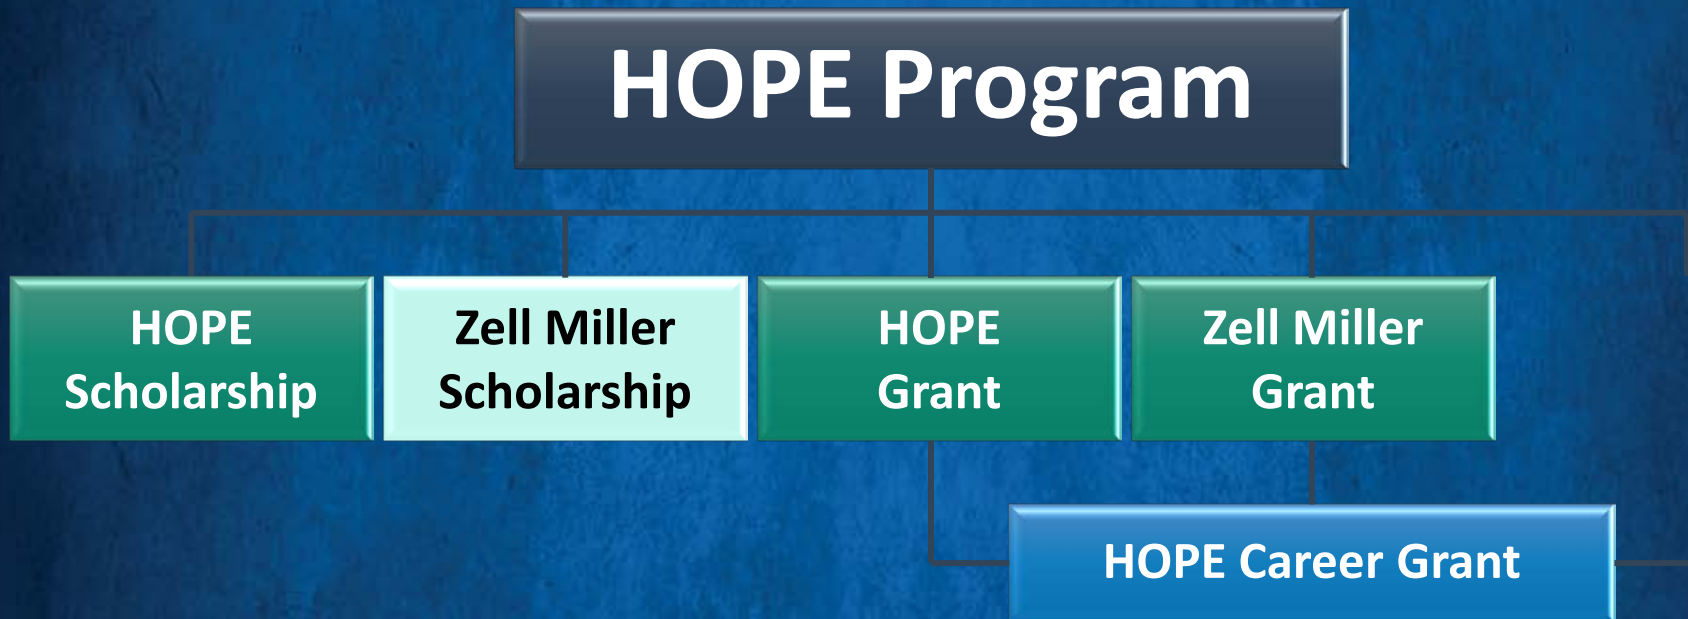 HOPE Program
HOPE
Scholarship
Zell Miller
Scholarship
HOPE
Grant
Zell Miller
Grant
HOPE Career Grant